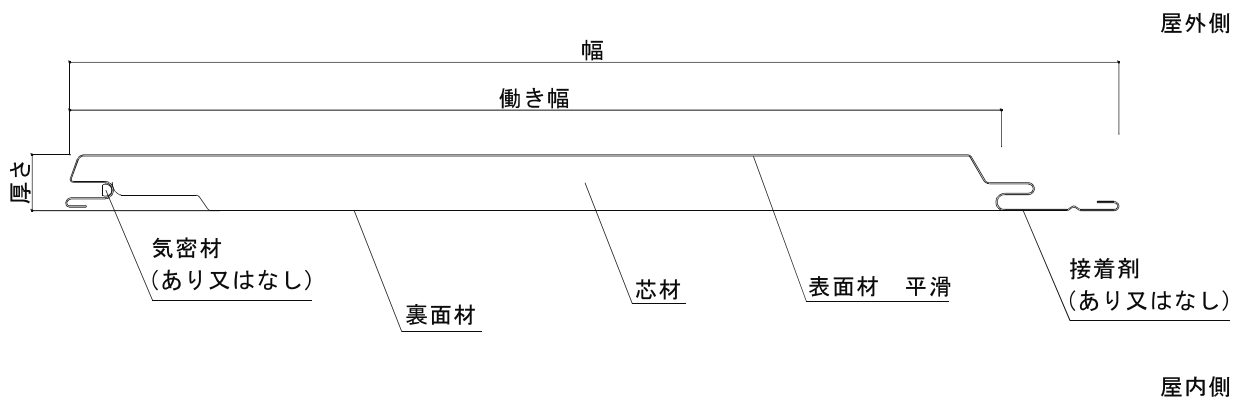 屋外側
幅
働き幅
厚さ
気密材
(あり又はなし)
裏面材
芯材
表面材　平滑
接着剤
(あり又はなし)
屋内側